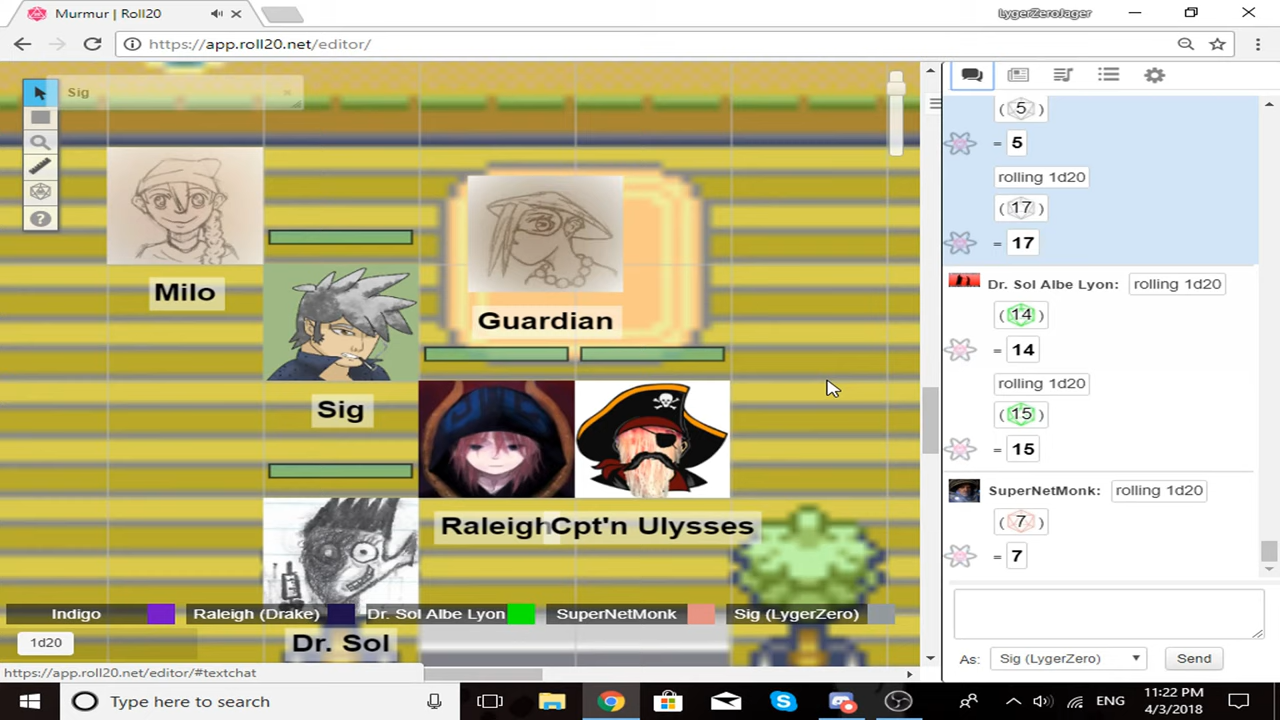 Murmur | Roll20
LygerZeroJager
https://app.roll20.net/editor/
Sig
5
= 5
rolling 1d20
(17)
= 17
Dr. Sol Albe Lyon: rolling 1d20
(14)
= 14
rolling 1d20
(15)
= 15
SuperNetMonk: rolling 1d20
(7)
= 7
Milo
Guardian
Sig
Raleigh
Cpt'n Ulysses
Dr. Sol
Indigo
Raleigh (Drake)
Dr. Sol Albe Lyon
SuperNetMonk
Sig (LygerZero)
1d20
As: Sig (LygerZero) Send
https://app.roll20.net/editor/#textchat
Type here to search
ENG
11:22 PM
4/3/2018